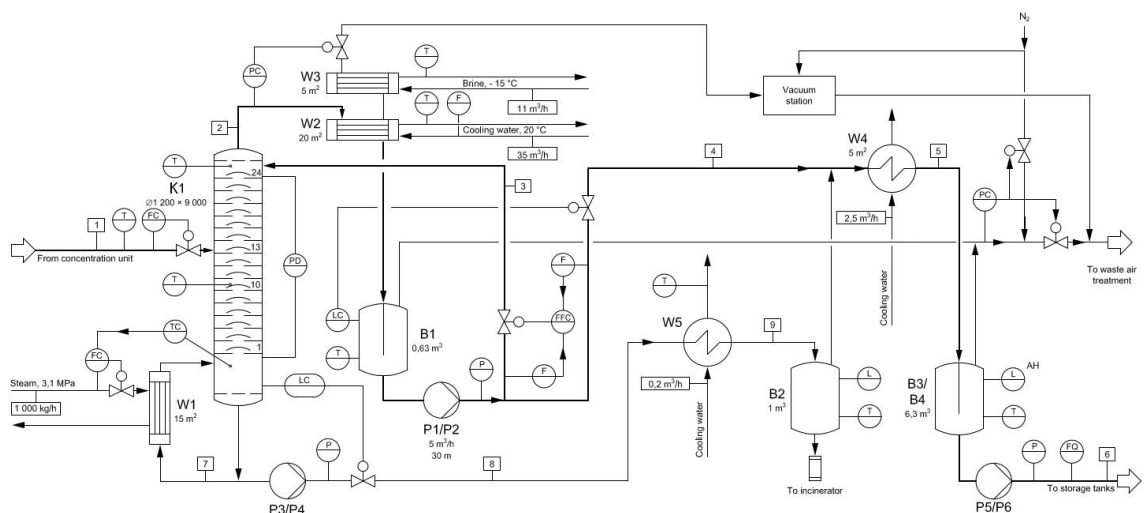 N₂
W3
5 m²
PC
T
Brine, - 15 °C
11 m³/h
Vacuum
station
T
F
W2
20 m²
Cooling water, 20 °C
35 m³/h
2
W4
5 m²
4
5
T
24
K1
∅1 200 × 9 000
3
1
T
FC
13
From concentration unit
PD
T
10
2,5 m³/h
PC
To waste air
treatment
Cooling water
F
FFC
F
LC
B1
0,63 m³
T
T
W5
9
TC
1
FC
Steam, 3,1 MPa
1 000 kg/h
W1
15 m²
LC
P
P1/P2
5 m³/h
30 m
0,2 m³/h
Cooling water
B2
1 m³
L
T
B3/
B4
6,3 m³
L
AH
T
7
P
8
P3/P4
To incinerator
P
FQ
6
To storage tanks
P5/P6